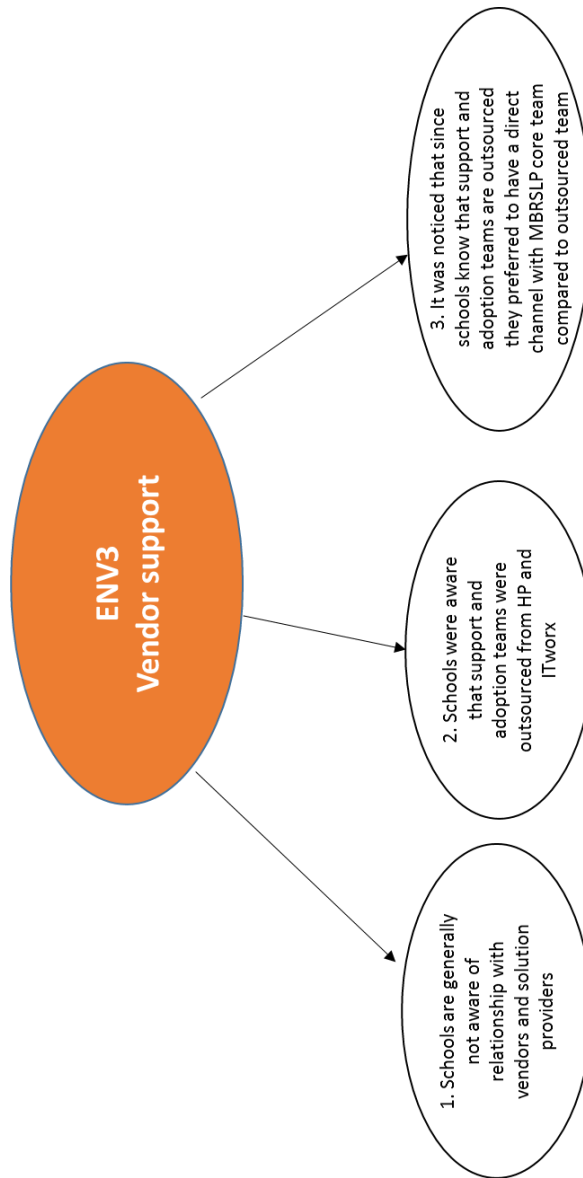 ENV3
Vendor support
1. Schools are generally
not aware of
relationship with
vendors and solution
providers
2. Schools were aware
that support and
adoption teams were
outsourced from HP and
ITworx
3. It was noticed that since
schools know that support and
adoption teams are outsourced
they preferred to have a direct
channel with MBRSLP core team
compared to outsourced team